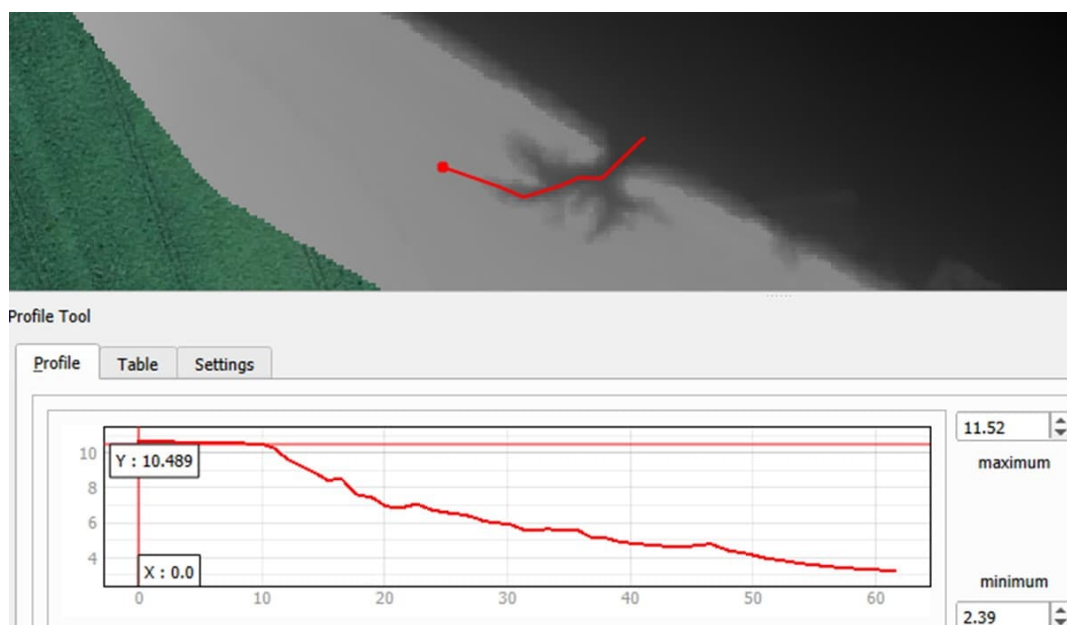 Profile Tool
Profile Table Settings
10
8
6
4
Y : 10.489
X : 0.0
0 10 20 30 40 50 60
11.52
maximum
minimum
2.39